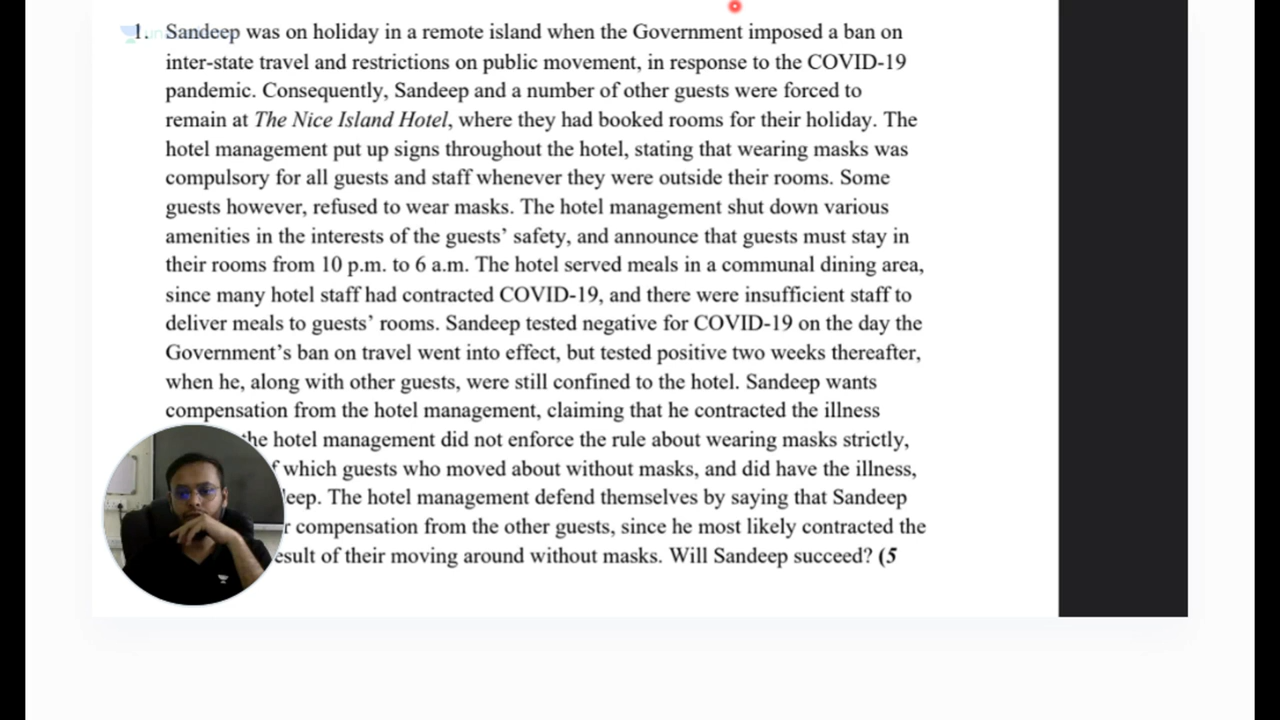 1. Sandeep was on holiday in a remote island when the Government imposed a ban on
inter-state travel and restrictions on public movement, in response to the COVID-19
pandemic. Consequently, Sandeep and a number of other guests were forced to
remain at The Nice Island Hotel, where they had booked rooms for their holiday. The
hotel management put up signs throughout the hotel, stating that wearing masks was
compulsory for all guests and staff whenever they were outside their rooms. Some
guests however, refused to wear masks. The hotel management shut down various
amenities in the interests of the guests' safety, and announce that guests must stay in
their rooms from 10 p.m. to 6 a.m. The hotel served meals in a communal dining area,
since many hotel staff had contracted COVID-19, and there were insufficient staff to
deliver meals to guests' rooms. Sandeep tested negative for COVID-19 on the day the
Government's ban on travel went into effect, but tested positive two weeks thereafter,
when he, along with other guests, were still confined to the hotel. Sandeep wants
compensation from the hotel management, claiming that he contracted the illness
the hotel management did not enforce the rule about wearing masks strictly,
which guests who moved about without masks, and did have the illness,
The hotel management defend themselves by saying that Sandeep
compensation from the other guests, since he most likely contracted the
of their moving around without masks. Will Sandeep succeed? (5